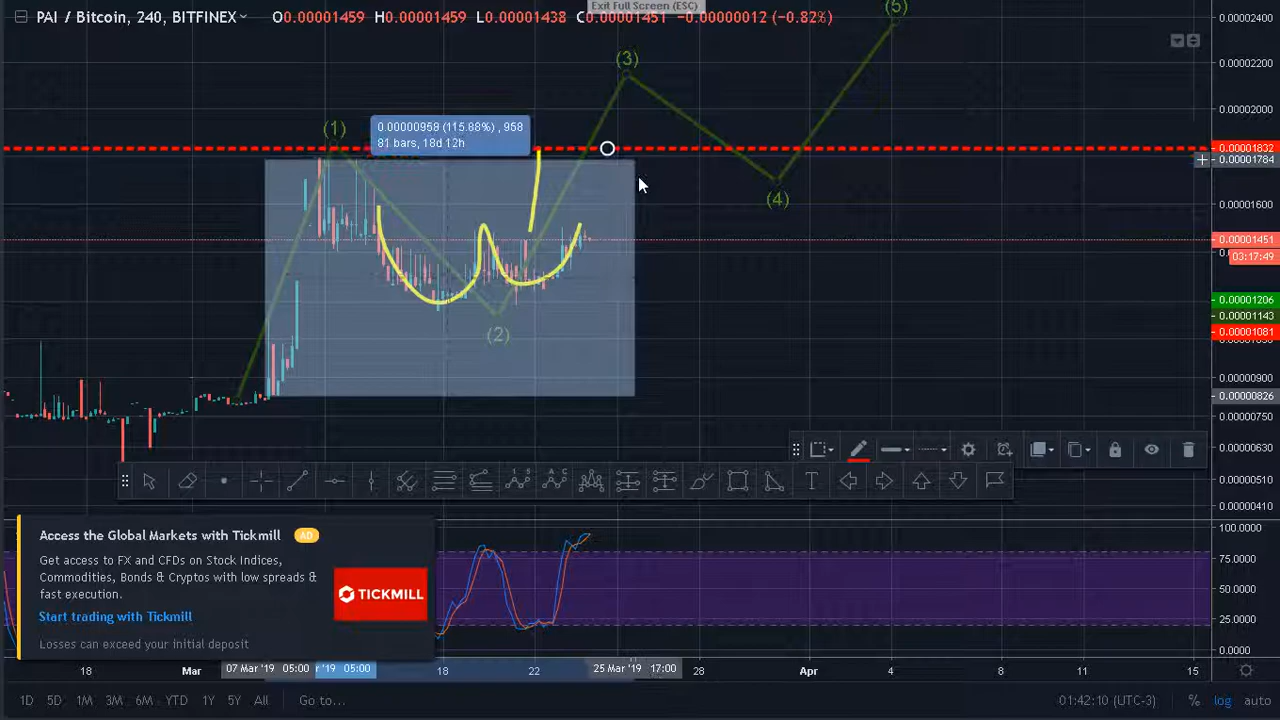 Exit Full Screen (ESC)
PAI / Bitcoin, 240, BITFINEX O0.00001459 H0.00001459 L0.00001438 C0.00001451 −0.00000012 (−0.82%)
(5)
0.00002400
(3)
0.00002200
0.00002000
(1)
0.00000958 (115.88%) , 958
81 bars, 18d 12h
0.00001832
0.00001784
(4)
0.00001600
0.00001451
03:17:49
0.00001206
0.00001143
(2)
0.00001081
0.00000900
0.00000826
0.00000750
0.00000630
0.00000510
0.00000410
T
Access the Global Markets with Tickmill AD
Get access to FX and CFDs on Stock Indices,
Commodities, Bonds & Cryptos with low spreads &
fast execution.
TICKMILL
Start trading with Tickmill
Losses can exceed your initial deposit
100.0000
75.0000
50.0000
25.0000
0.0000
18 Mar 07 Mar '19 05:00 r '19 05:00 18 22 25 Mar '19 17:00 28 Apr 4 8 15
1D 5D 1M 3M 6M YTD 1Y 5Y All Go to... 01:42:10 (UTC-3) % log auto